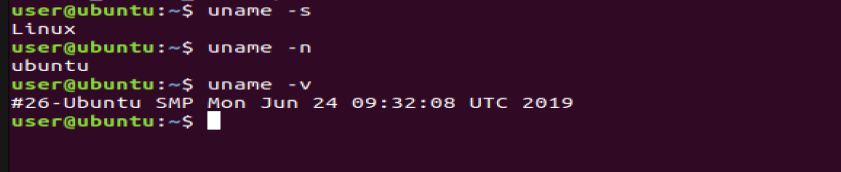 user@ubuntu:~$ uname -s
Linux
user@ubuntu:~$ uname -n
ubuntu
user@ubuntu:~$ uname -v
#26-Ubuntu SMP Mon Jun 24 09:32:08 UTC 2019
user@ubuntu:~$